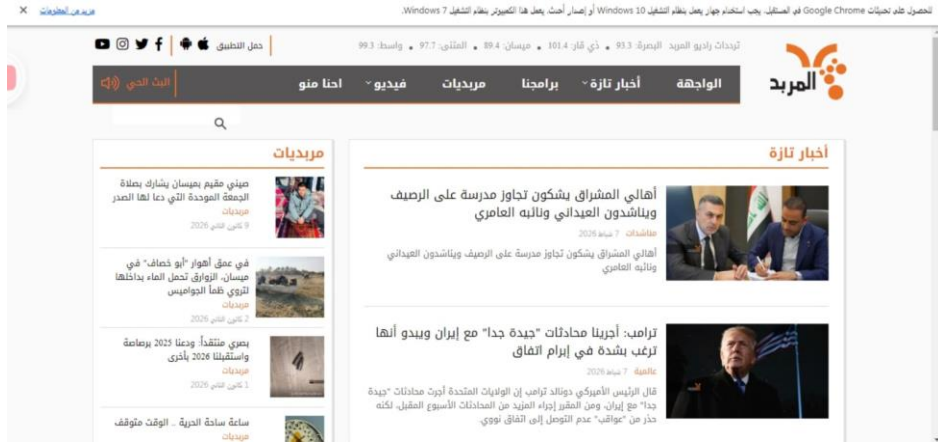 للحصول على تحديثات Google Chrome في المستقبل، يجب استخدام جهاز يعمل بنظام التشغيل Windows 10 أو إصدار أحدث. يعمل هذا الكمبيوتر بنظام التشغيل Windows 7.
مزيد من المعلومات
المربد
ترددات راديو المربد البصرة: 93.3 ● ذي قار: 101.4 ● ميسان: 89.4 ● المثنى: 97.7 ● واسط: 99.3
حمل التطبيق
الواجهة
أخبار تازة
برامجنا
مربديات
فيديو
احنا منو
البث الحي
أخبار تازة
أهالي المشراق يشكون تجاوز مدرسة على الرصيف
ويناشدون العيداني ونائبه العامري
مناشدات 7 شباط 2026
أهالي المشراق يشكون تجاوز مدرسة على الرصيف ويناشدون العيداني
ونائبه العامري
ترامب: أجرينا محادثات "جيدة جدا" مع إيران ويبدو أنها
ترغب بشدة في إبرام اتفاق
عالمية 7 شباط 2026
قال الرئيس الأميركي دونالد ترامب إن الولايات المتحدة أجرت محادثات "جيدة
جدا" مع إيران، ومن المقرر إجراء المزيد من المحادثات الأسبوع المقبل، لكنه
حذر من "عواقب" عدم التوصل إلى اتفاق نووي.
مربديات
صيني مقيم بميسان يشارك بصلاة
الجمعة الموحدة التي دعا لها الصدر
مربديات
9 كانون الثاني 2026
في عمق أهوار "أبو خصاف" في
ميسان، الزوارق تحمل الماء بداخلها
لتروي ظمأ الجواميس
مربديات
2 كانون الثاني 2026
بصري منتقداً: ودعنا 2025 برصاصة
واستقبلنا 2026 بأخرى
مربديات
1 كانون الثاني 2026
ساعة ساحة الحرية .. الوقت متوقف
مربديات